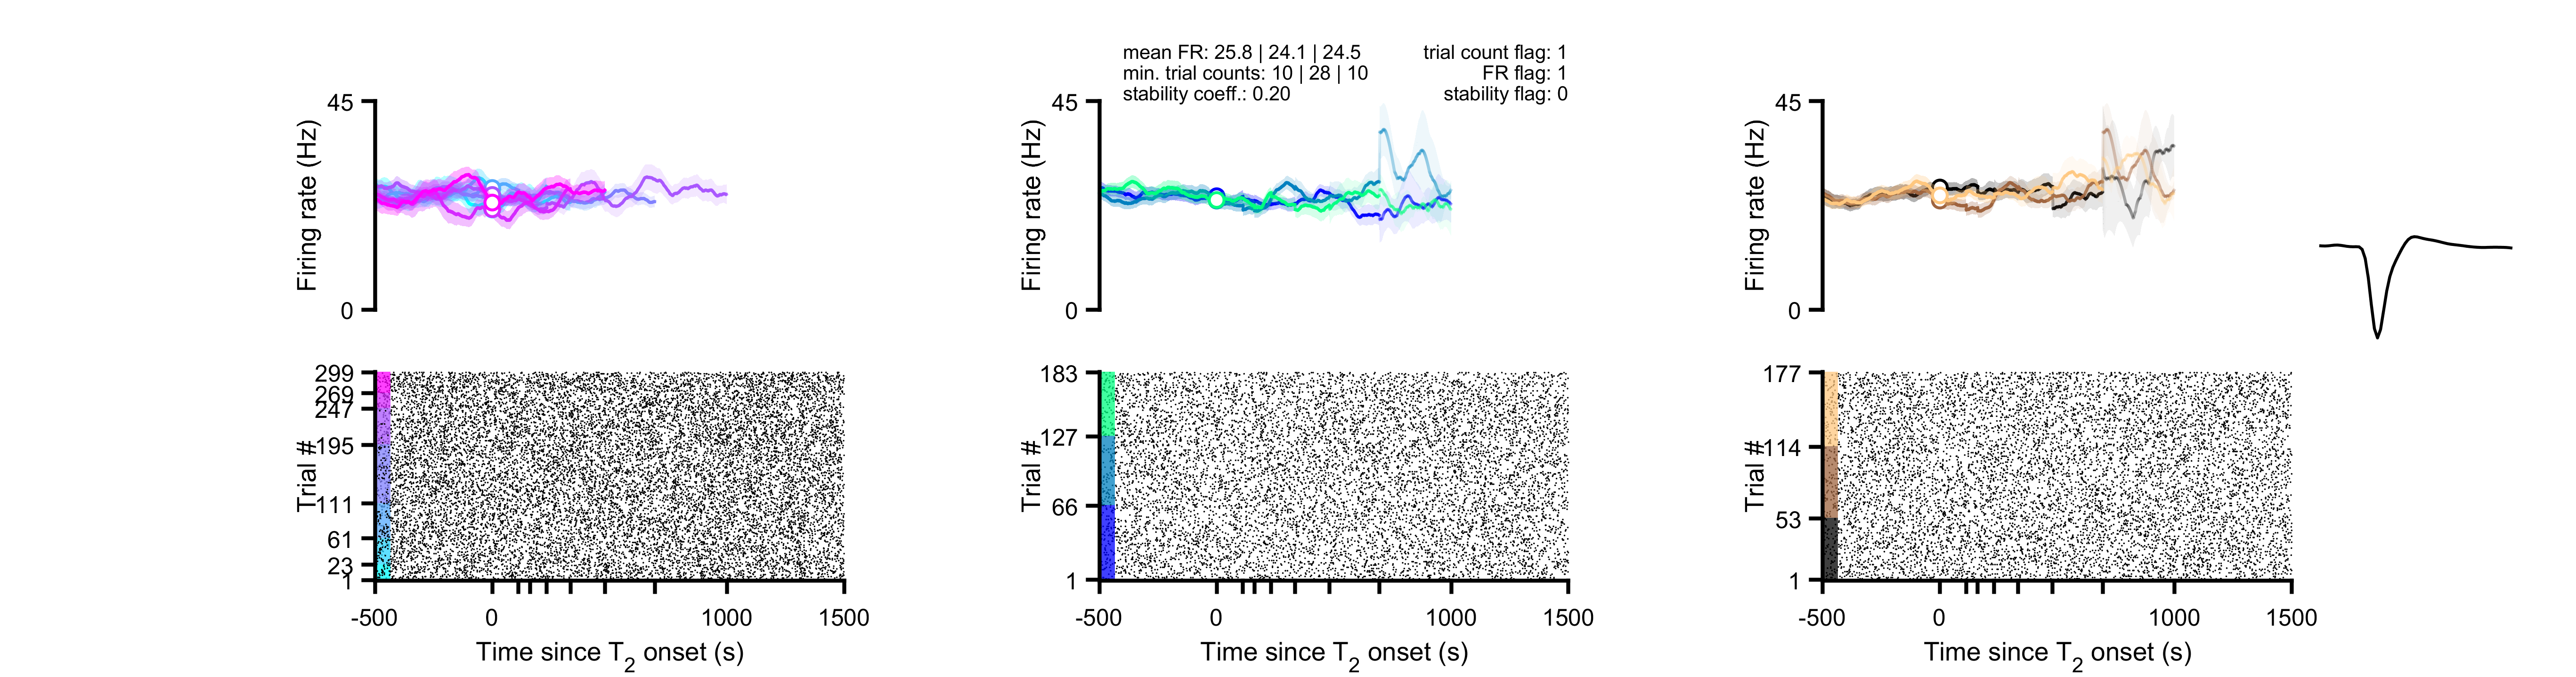 mean FR: 25.8 | 24.1 | 24.5
min. trial counts: 10 | 28 | 10
stability coeff.: 0.20
trial count flag: 1
FR flag: 1
stability flag: 0
Firing rate (Hz)
45
0
Firing rate (Hz)
45
0
Firing rate (Hz)
45
0
Trial #
299
269
247
195
111
61
23
1
-500 0 1000 1500
Time since T2 onset (s)
Trial #
183
127
66
1
-500 0 1000 1500
Time since T2 onset (s)
Trial #
177
114
53
1
-500 0 1000 1500
Time since T2 onset (s)